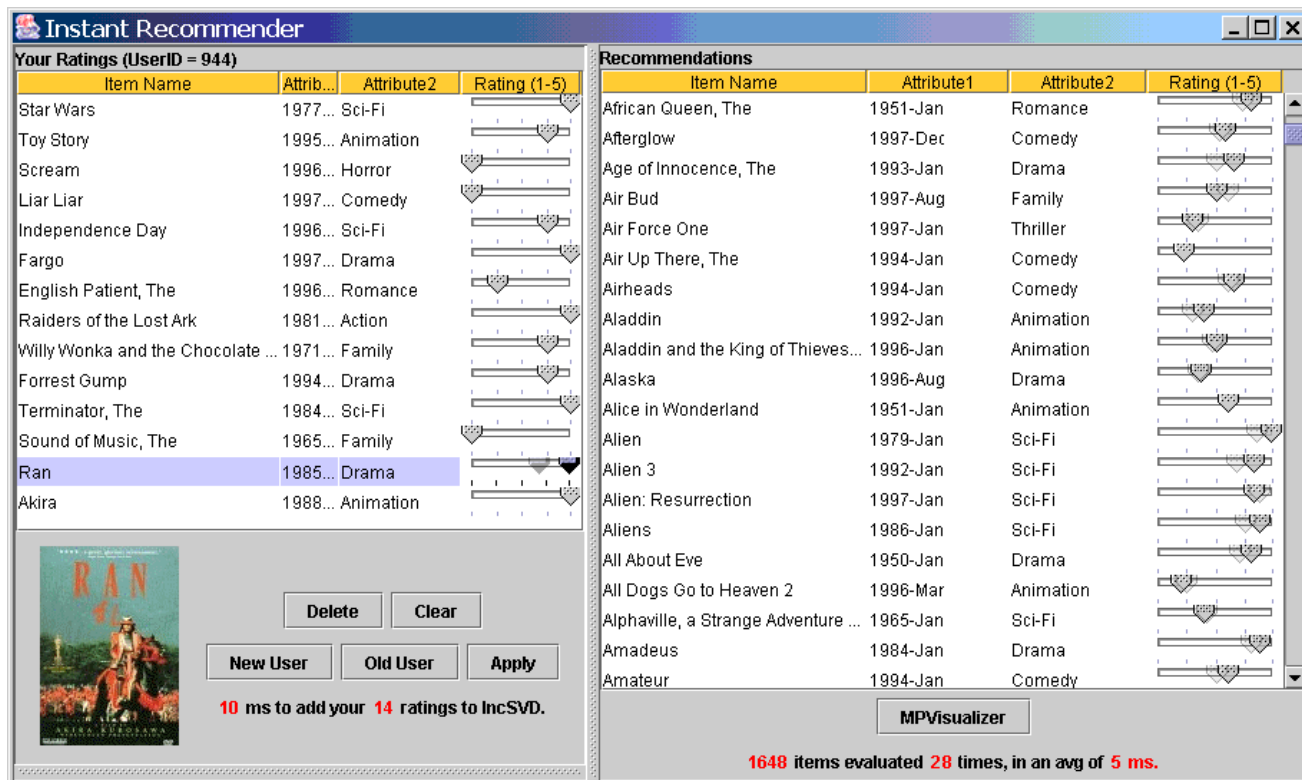 Instant Recommender
Your Ratings (UserID = 944)
Item Name Attrib... Attribute2 Rating (1-5)
Star Wars 1977... Sci-Fi
Toy Story 1995... Animation
Scream 1996... Horror
Liar Liar 1997... Comedy
Independence Day 1996... Sci-Fi
Fargo 1997... Drama
English Patient, The 1996... Romance
Raiders of the Lost Ark 1981... Action
Willy Wonka and the Chocolate ... 1971... Family
Forrest Gump 1994... Drama
Terminator, The 1984... Sci-Fi
Sound of Music, The 1965... Family
Ran 1985... Drama
Akira 1988... Animation
RAN
AKIRA KUROSAWA
Delete Clear
New User Old User Apply
10 ms to add your 14 ratings to IncSVD.
Recommendations
Item Name Attribute1 Attribute2 Rating (1-5)
African Queen, The 1951-Jan Romance
Afterglow 1997-Dec Comedy
Age of Innocence, The 1993-Jan Drama
Air Bud 1997-Aug Family
Air Force One 1997-Jan Thriller
Air Up There, The 1994-Jan Comedy
Airheads 1994-Jan Comedy
Aladdin 1992-Jan Animation
Aladdin and the King of Thieves... 1996-Jan Animation
Alaska 1996-Aug Drama
Alice in Wonderland 1951-Jan Animation
Alien 1979-Jan Sci-Fi
Alien 3 1992-Jan Sci-Fi
Alien: Resurrection 1997-Jan Sci-Fi
Aliens 1986-Jan Sci-Fi
All About Eve 1950-Jan Drama
All Dogs Go to Heaven 2 1996-Mar Animation
Alphaville, a Strange Adventure ... 1965-Jan Sci-Fi
Amadeus 1984-Jan Drama
Amateur 1994-Jan Comedy
MPVisualizer
1648 items evaluated 28 times, in an avg of 5 ms.